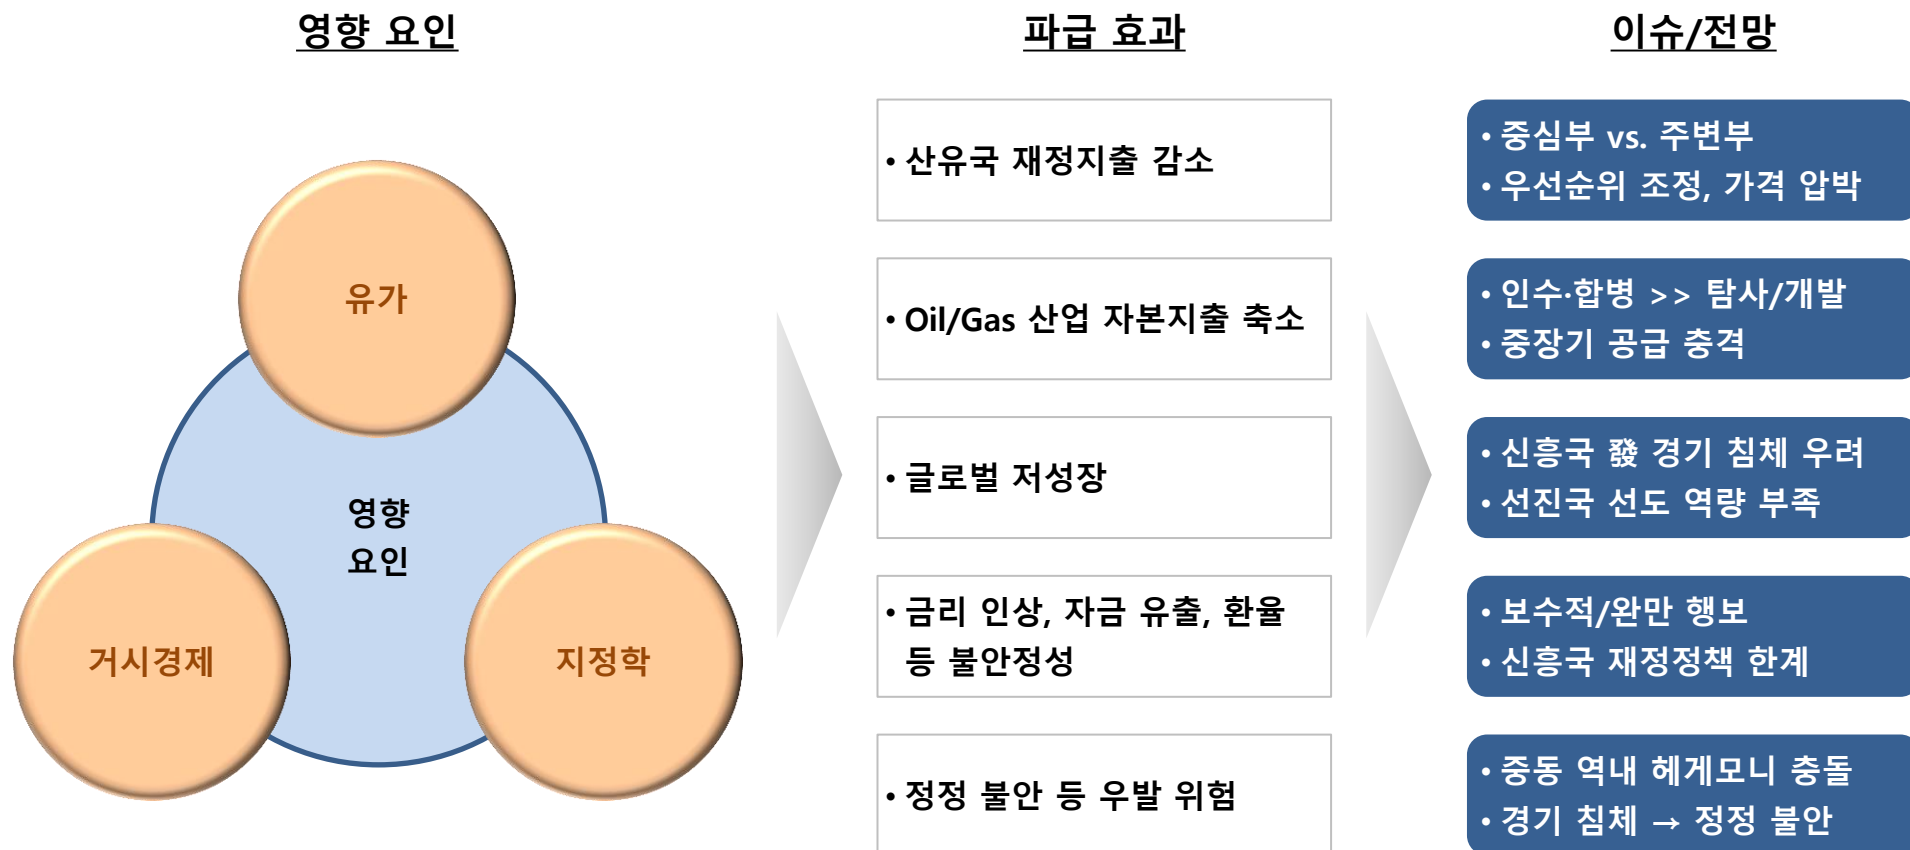 영향 요인
파급 효과
이슈/전망
유가
영향
요인
거시경제
지정학
• 산유국 재정지출 감소
• Oil/Gas 산업 자본지출 축소
• 글로벌 저성장
• 금리 인상, 자금 유출, 환율
등 불안정성
• 정정 불안 등 우발 위험
• 중심부 vs. 주변부
• 우선순위 조정, 가격 압박
• 인수·합병 >> 탐사/개발
• 중장기 공급 충격
• 신흥국 發 경기 침체 우려
• 선진국 선도 역량 부족
• 보수적/완만 행보
• 신흥국 재정정책 한계
• 중동 역내 헤게모니 충돌
• 경기 침체 → 정정 불안